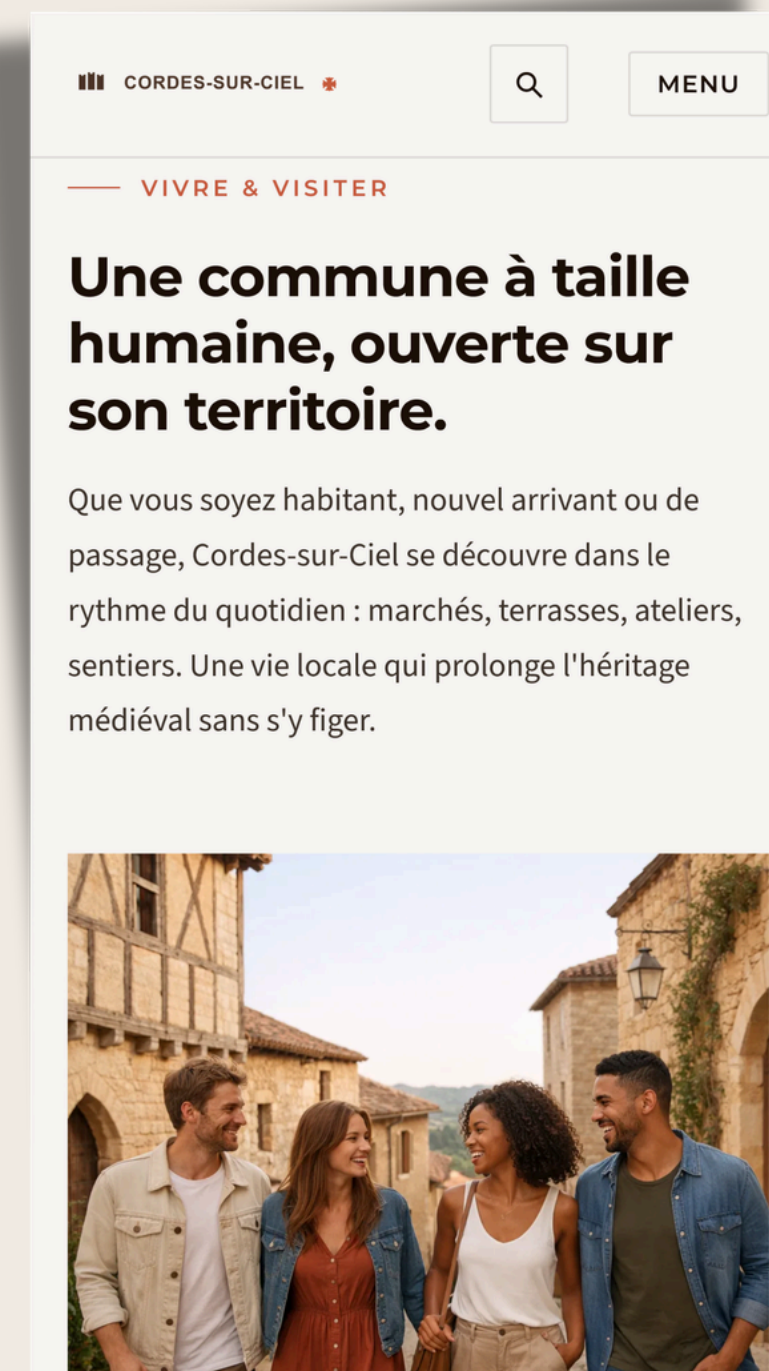 CORDES-SUR-CIEL
MENU
VIVRE & VISITER
Une commune à taille
humaine, ouverte sur
son territoire.
Que vous soyez habitant, nouvel arrivant ou de
passage, Cordes-sur-Ciel se découvre dans le
rythme du quotidien : marchés, terrasses, ateliers,
sentiers. Une vie locale qui prolonge l'héritage
médiéval sans s'y figer.